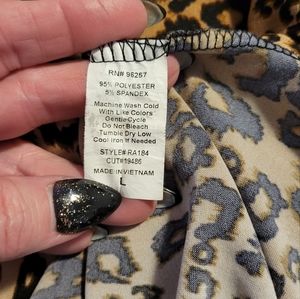 RN# 96267
95% POLYESTER
5% SPANDEX
Machine Wash Cold
With Like Colors
Gentle Cycle
Do Not Bleach
Tumble Dry Low
Cool Iron If Needed
STYLE# RA184
CUT# 19486
MADE IN VIETNAM
L